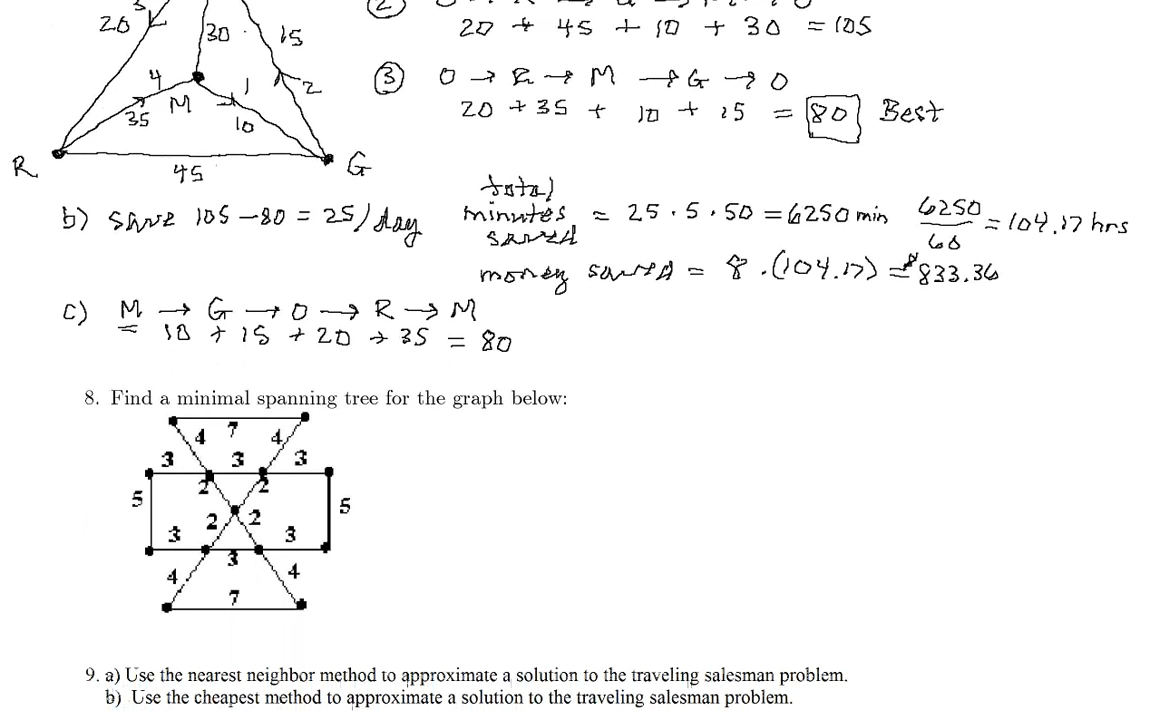 20
30
15
4
1
2
35
M
10
R
45
G
②
20 + 45 + 10 + 30 = 105
③ O → R → M → G → O
20 + 35 + 10 + 15 = 80 Best
b) save 105 - 80 = 25/day
total minutes saved = 25 · 5 · 50 = 6250 min 6250/60 = 104.17 hrs
money saved = 8 · (104.17) = $833.36
c) M → G → O → R → M
10 + 15 + 20 + 35 = 80
8. Find a minimal spanning tree for the graph below:
4 7 4
3 3 3
2 2
5 5
2 2
3 3
3
4 4
7
9. a) Use the nearest neighbor method to approximate a solution to the traveling salesman problem.
b) Use the cheapest method to approximate a solution to the traveling salesman problem.